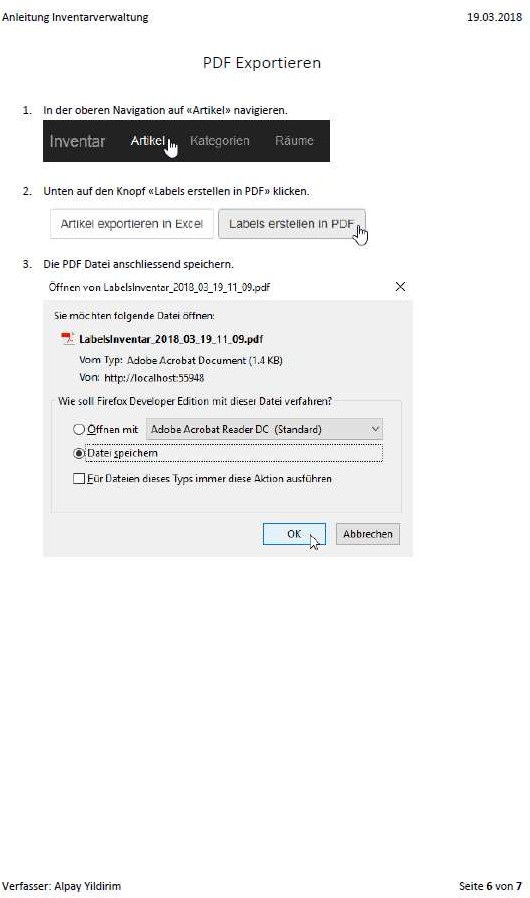 Anleitung Inventarverwaltung 19.03.2018
PDF Exportieren
1. In der oberen Navigation auf «Artikel» navigieren.
Inventar Artikel Kategorien Räume
2. Unten auf den Knopf «Labels erstellen in PDF» klicken.
Artikel exportieren in Excel Labels erstellen in PDF
3. Die PDF Datei anschliessend speichern.
Öffnen von LabelsInventar_2018_03_19_11_09.pdf
Sie möchten folgende Datei öffnen:
LabelsInventar_2018_03_19_11_09.pdf
Vom Typ: Adobe Acrobat Document (1.4 KB)
Von: http://localhost:55948
Wie soll Firefox Developer Edition mit dieser Datei verfahren?
Öffnen mit Adobe Acrobat Reader DC (Standard)
Datei speichern
Für Dateien dieses Typs immer diese Aktion ausführen
OK Abbrechen
Verfasser: Alpay Yildirim Seite 6 von 7